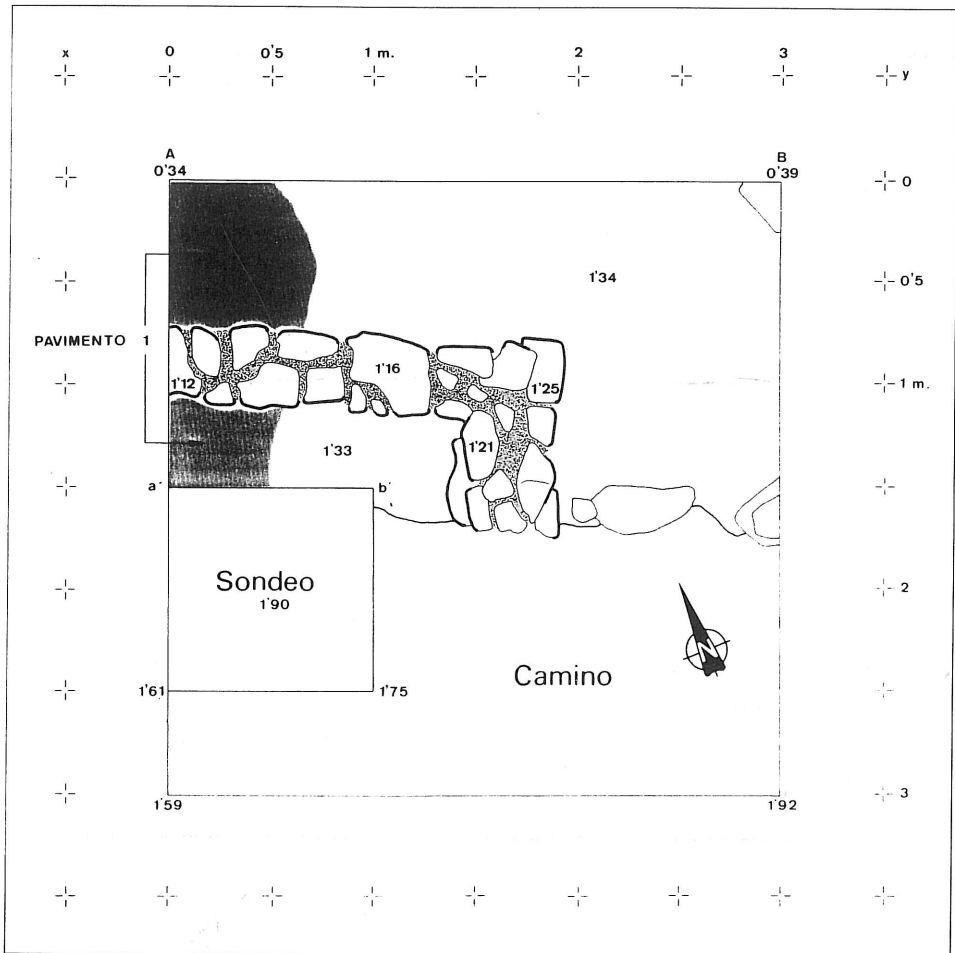 x 0 0'5 1 m. 2 3 y
A B
0'34 0'39 0
1'34 0'5
PAVIMENTO 1
1'12 1'16 1'25 1 m.
1'33 1'21
a' b'
Sondeo
1'90 2
N
Camino
1'61 1'75
1'59 1'92 3